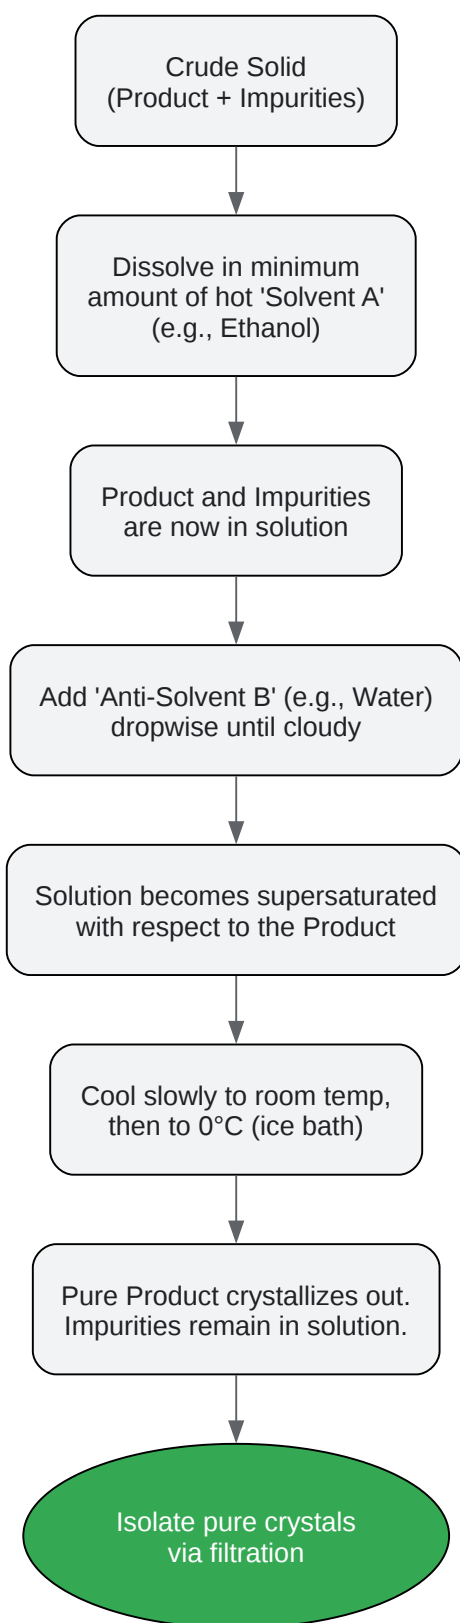 Crude Solid
(Product + Impurities)
Dissolve in minimum
amount of hot 'Solvent A'
(e.g., Ethanol)
Product and Impurities
are now in solution
Add 'Anti-Solvent B' (e.g., Water)
dropwise until cloudy
Solution becomes supersaturated
with respect to the Product
Cool slowly to room temp,
then to 0°C (ice bath)
Pure Product crystallizes out.
Impurities remain in solution.
Isolate pure crystals
via filtration